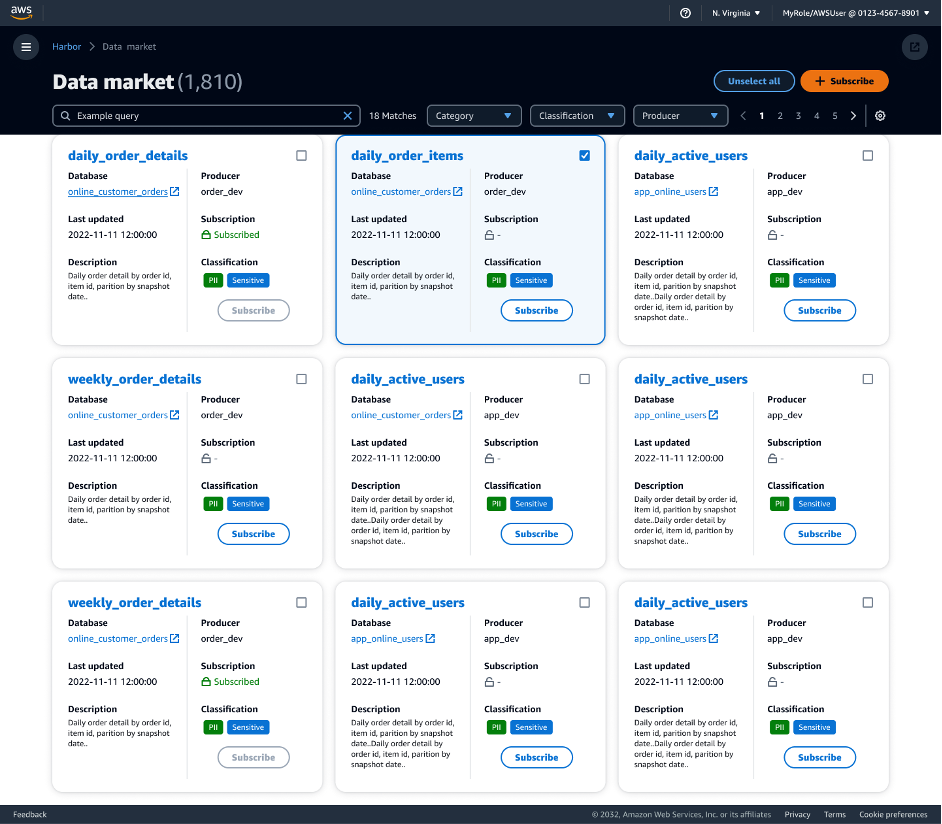 aws
N. Virginia
MyRole/AWSUser @ 0123-4567-8901
Harbor
Data market
Data market (1,810)
Unselect all
+ Subscribe
Example query
18 Matches
Category
Classification
Producer
1 2 3 4 5
daily_order_details
Database
online_customer_orders
Producer
order_dev
Last updated
2022-11-11 12:00:00
Subscription
Subscribed
Description
Daily order detail by order id,
item id, parition by snapshot
date..
Classification
PII
Sensitive
Subscribe
daily_order_items
Database
online_customer_orders
Producer
order_dev
Last updated
2022-11-11 12:00:00
Subscription
-
Description
Daily order detail by order id,
item id, parition by snapshot
date..
Classification
PII
Sensitive
Subscribe
daily_active_users
Database
app_online_users
Producer
app_dev
Last updated
2022-11-11 12:00:00
Subscription
-
Description
Daily order detail by order id,
item id, parition by snapshot
date..Daily order detail by
order id, item id, parition by
snapshot date..
Classification
PII
Sensitive
Subscribe
weekly_order_details
Database
online_customer_orders
Producer
order_dev
Last updated
2022-11-11 12:00:00
Subscription
-
Description
Daily order detail by order id,
item id, parition by snapshot
date..
Classification
PII
Sensitive
Subscribe
daily_active_users
Database
online_customer_orders
Producer
app_dev
Last updated
2022-11-11 12:00:00
Subscription
-
Description
Daily order detail by order id,
item id, parition by snapshot
date..Daily order detail by
order id, item id, parition by
snapshot date..
Classification
PII
Sensitive
Subscribe
daily_active_users
Database
app_online_users
Producer
app_dev
Last updated
2022-11-11 12:00:00
Subscription
-
Description
Daily order detail by order id,
item id, parition by snapshot
date..Daily order detail by
order id, item id, parition by
snapshot date..
Classification
PII
Sensitive
Subscribe
weekly_order_details
Database
online_customer_orders
Producer
order_dev
Last updated
2022-11-11 12:00:00
Subscription
Subscribed
Description
Daily order detail by order id,
item id, parition by snapshot
date..
Classification
PII
Sensitive
Subscribe
daily_active_users
Database
app_online_users
Producer
app_dev
Last updated
2022-11-11 12:00:00
Subscription
-
Description
Daily order detail by order id,
item id, parition by snapshot
date..Daily order detail by
order id, item id, parition by
snapshot date..
Classification
PII
Sensitive
Subscribe
daily_active_users
Database
app_online_users
Producer
app_dev
Last updated
2022-11-11 12:00:00
Subscription
-
Description
Daily order detail by order id,
item id, parition by snapshot
date..Daily order detail by
order id, item id, parition by
snapshot date..
Classification
PII
Sensitive
Subscribe
Feedback
© 2032, Amazon Web Services, Inc. or its affiliates
Privacy
Terms
Cookie preferences